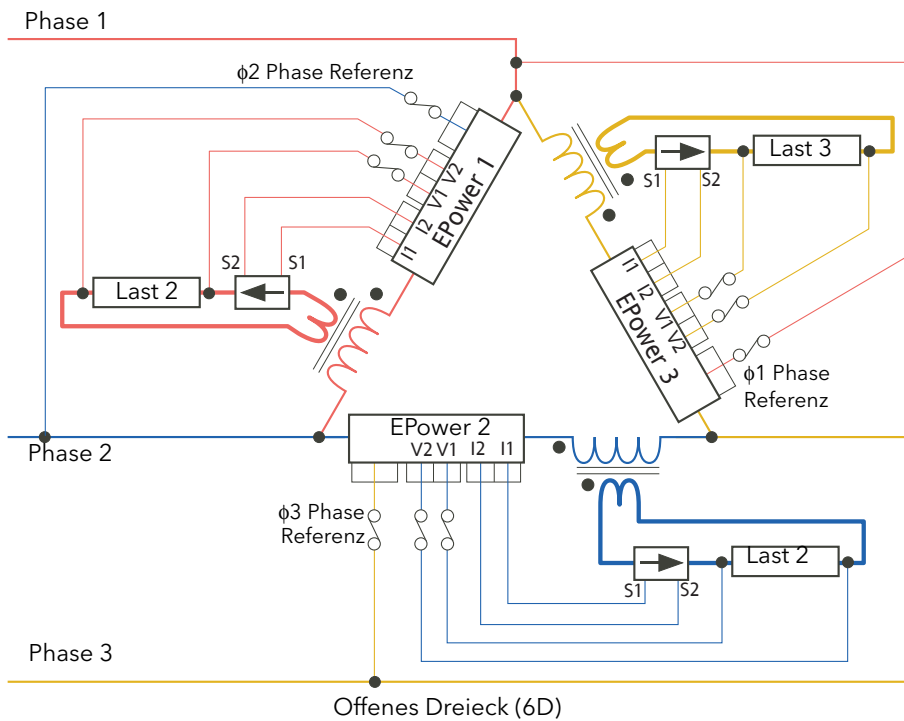 Phase 1
ϕ2 Phase Referenz
V2
V1
I2
I1
EPower 1
S2
S1
Last 2
Last 3
S1
S2
I1
I2
V1
V2
EPower 3
ϕ1 Phase
Referenz
Phase 2
EPower 2
V2 V1 I2 I1
ϕ3 Phase
Referenz
Last 2
S1
S2
Phase 3
Offenes Dreieck (6D)